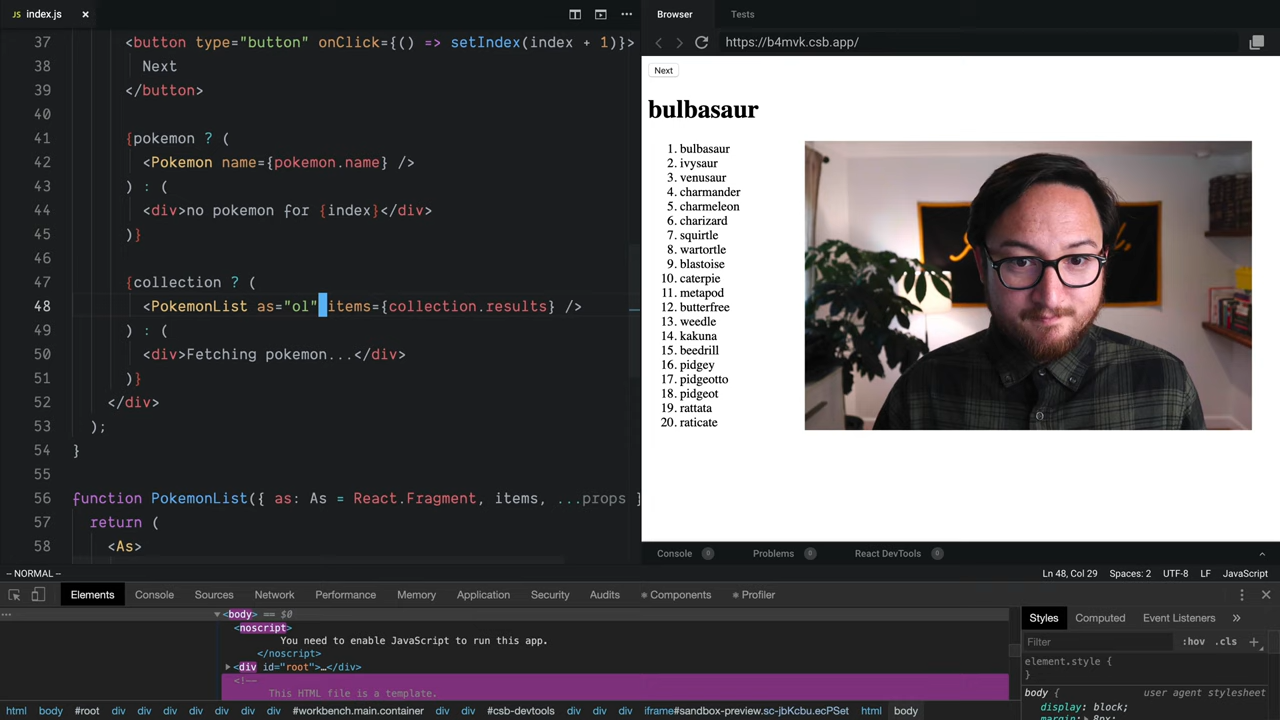 index.js
Browser Tests
https://b4mvk.csb.app/
37 <button type="button" onClick={() => setIndex(index + 1)}>
38 Next
39 </button>
40
41 {pokemon ? (
42 <Pokemon name={pokemon.name} />
43 ) : (
44 <div>no pokemon for {index}</div>
45 )}
46
47 {collection ? (
48 <PokemonList as="ol" items={collection.results} />
49 ) : (
50 <div>Fetching pokemon...</div>
51 )}
52 </div>
53 );
54 }
55
56 function PokemonList({ as: As = React.Fragment, items, ...props }
57 return (
58 <As>
Next
bulbasaur
1. bulbasaur
2. ivysaur
3. venusaur
4. charmander
5. charmeleon
6. charizard
7. squirtle
8. wartortle
9. blastoise
10. caterpie
11. metapod
12. butterfree
13. weedle
14. kakuna
15. beedrill
16. pidgey
17. pidgeotto
18. pidgeot
19. rattata
20. raticate
Console 0 Problems 0 React DevTools 0
-- NORMAL -- Ln 48, Col 29 Spaces: 2 UTF-8 LF JavaScript
Elements Console Sources Network Performance Memory Application Security Audits Components Profiler
<body> == $0
<noscript>
You need to enable JavaScript to run this app.
</noscript>
<div id="root">…</div>
<!--
This HTML file is a template.
Styles Computed Event Listeners »
Filter :hov .cls +
element.style {
}
body { user agent stylesheet
display: block;
margin: 8px;
html body #root div div div div #workbench.main.container div div #csb-devtools div div div iframe#sandbox-preview.sc-jbKcbu.ecPSet html body